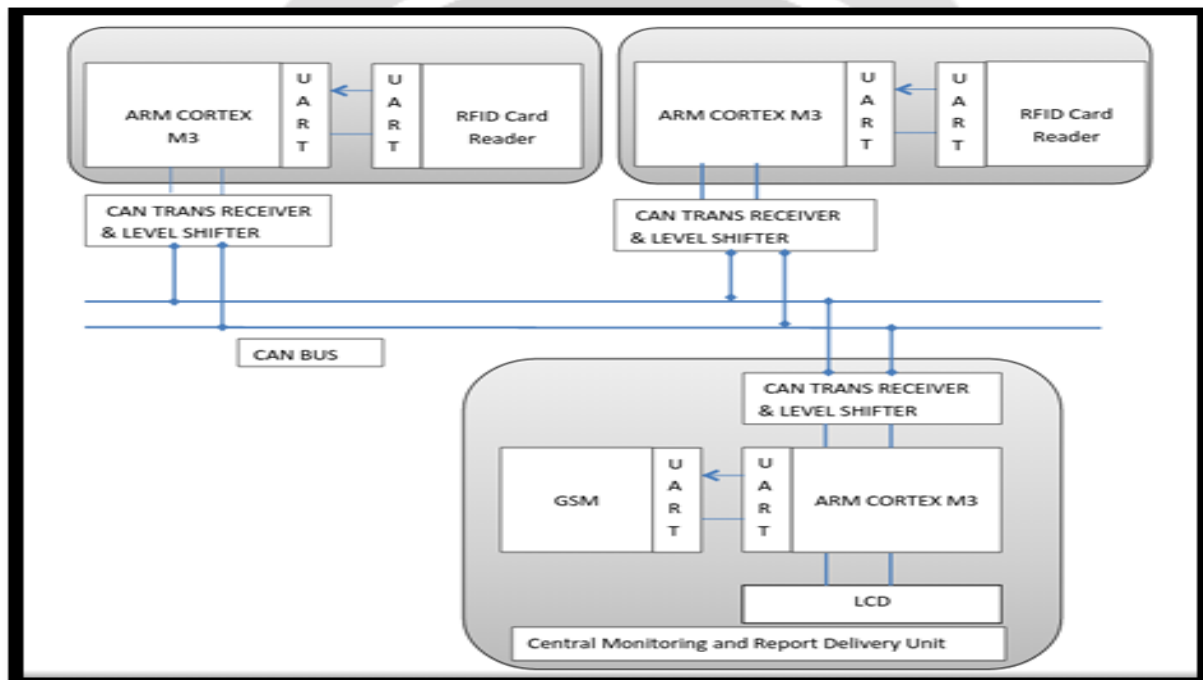 ARM CORTEX
M3
U
A
R
T
U
A
R
T
RFID Card
Reader
ARM CORTEX M3
U
A
R
T
U
A
R
T
RFID Card
Reader
CAN TRANS RECEIVER
& LEVEL SHIFTER
CAN TRANS RECEIVER
& LEVEL SHIFTER
CAN BUS
CAN TRANS RECEIVER
& LEVEL SHIFTER
GSM
U
A
R
T
U
A
R
T
ARM CORTEX M3
LCD
Central Monitoring and Report Delivery Unit